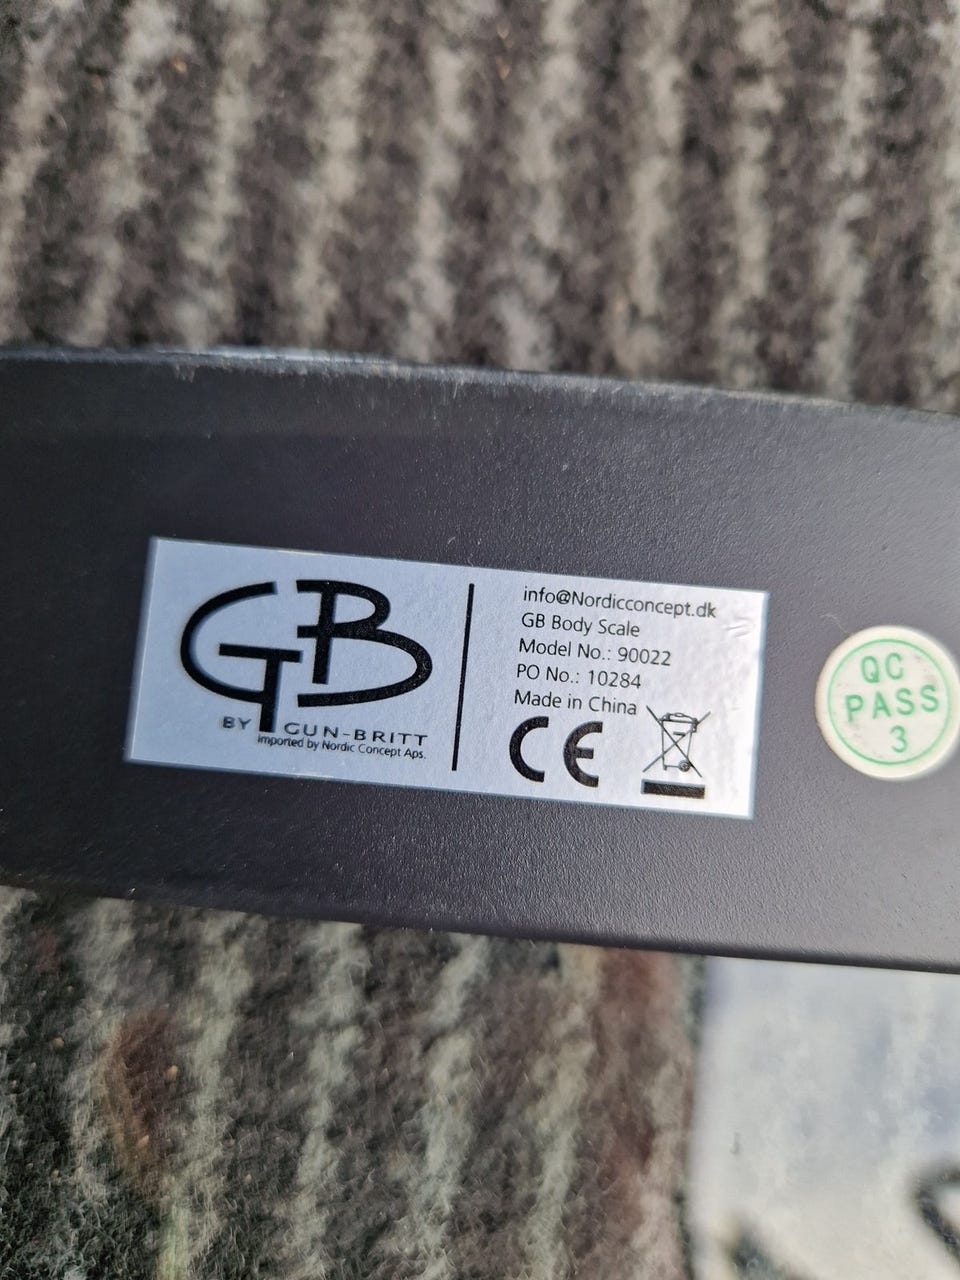 GB
BY GUN-BRITT
Imported by Nordic Concept Aps.
info@Nordicconcept.dk
GB Body Scale
Model No.: 90022
PO No.: 10284
Made in China
CE
QC
PASS
3